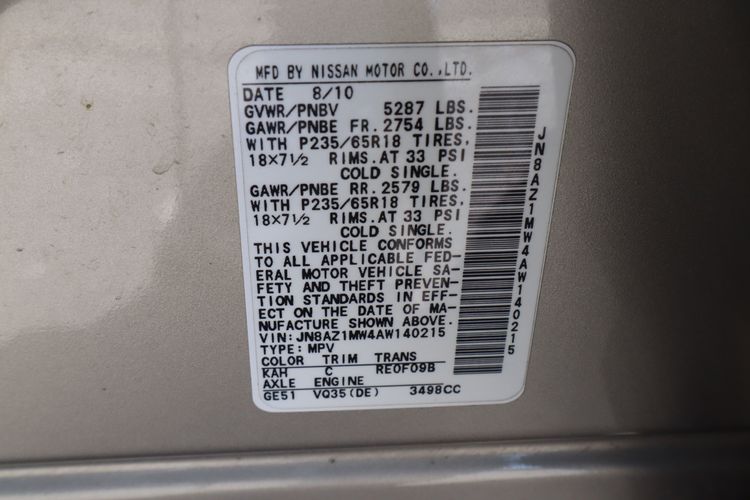 MFD BY NISSAN MOTOR CO.,LTD.
DATE 8/10
GVWR/PNBV 5287 LBS.
GAWR/PNBE FR. 2754 LBS.
WITH P235/65R18 TIRES,
18×7½ RIMS. AT 33 PSI
COLD SINGLE.
GAWR/PNBE RR. 2579 LBS.
WITH P235/65R18 TIRES,
18×7½ RIMS. AT 33 PSI
COLD SINGLE.
THIS VEHICLE CONFORMS
TO ALL APPLICABLE FED-
ERAL MOTOR VEHICLE SA-
FETY AND THEFT PREVEN-
TION STANDARDS IN EFF-
ECT ON THE DATE OF MA-
NUFACTURE SHOWN ABOVE.
VIN:JN8AZ1MW4AW140215
TYPE:MPV
COLOR TRIM TRANS
KAH C RE0F09B
AXLE ENGINE
GE51 VQ35(DE) 3498CC
JN8AZ1MW4AW140215